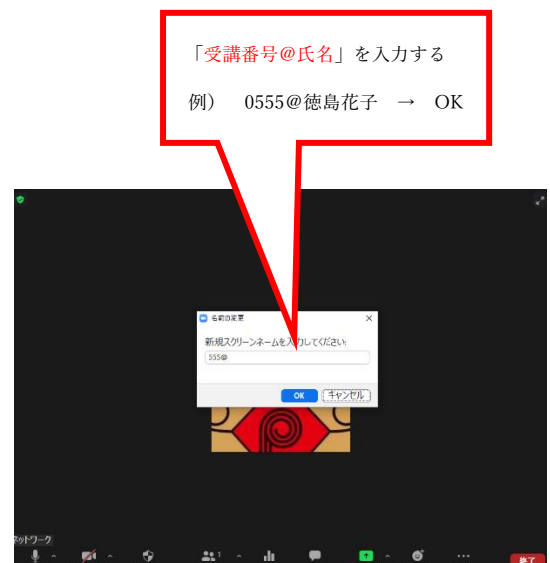 「受講番号@氏名」を入力する
例） 0555@徳島花子 → OK
名前の変更
新規スクリーンネームを入力してください:
555@
OK キャンセル
ネットワーク
1
終了